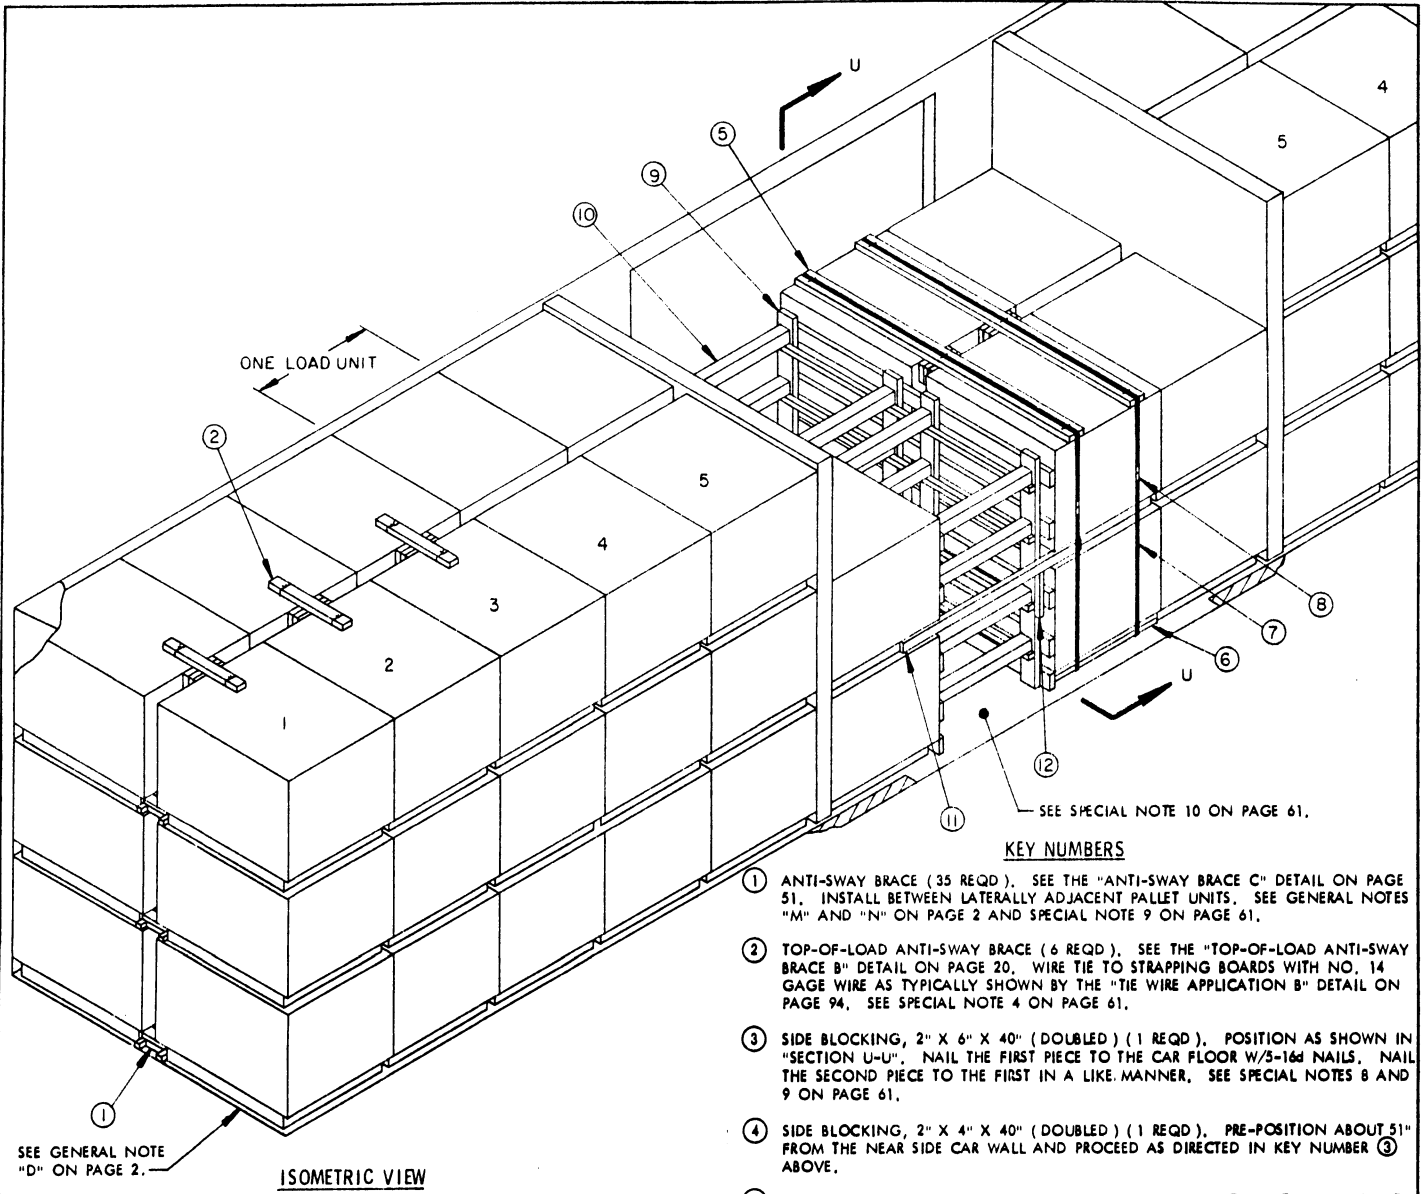 U
4
5
5
9
10
ONE LOAD UNIT
2
5
4
3
2
1
8
7
6
U
12
11
SEE SPECIAL NOTE 10 ON PAGE 61.
1
SEE GENERAL NOTE
"D" ON PAGE 2.
ISOMETRIC VIEW
KEY NUMBERS
1 ANTI-SWAY BRACE (35 REQD). SEE THE "ANTI-SWAY BRACE C" DETAIL ON PAGE
51. INSTALL BETWEEN LATERALLY ADJACENT PALLET UNITS. SEE GENERAL NOTES
"M" AND "N" ON PAGE 2 AND SPECIAL NOTE 9 ON PAGE 61.
2 TOP-OF-LOAD ANTI-SWAY BRACE (6 REQD). SEE THE "TOP-OF-LOAD ANTI-SWAY
BRACE B" DETAIL ON PAGE 20. WIRE TIE TO STRAPPING BOARDS WITH NO. 14
GAGE WIRE AS TYPICALLY SHOWN BY THE "TIE WIRE APPLICATION B" DETAIL ON
PAGE 94. SEE SPECIAL NOTE 4 ON PAGE 61.
3 SIDE BLOCKING, 2" X 6" X 40" (DOUBLED) (1 REQD). POSITION AS SHOWN IN
"SECTION U-U". NAIL THE FIRST PIECE TO THE CAR FLOOR W/5-16d NAILS. NAIL
THE SECOND PIECE TO THE FIRST IN A LIKE MANNER. SEE SPECIAL NOTES 8 AND
9 ON PAGE 61.
4 SIDE BLOCKING, 2" X 4" X 40" (DOUBLED) (1 REQD). PRE-POSITION ABOUT 51"
FROM THE NEAR SIDE CAR WALL AND PROCEED AS DIRECTED IN KEY NUMBER 3
ABOVE.